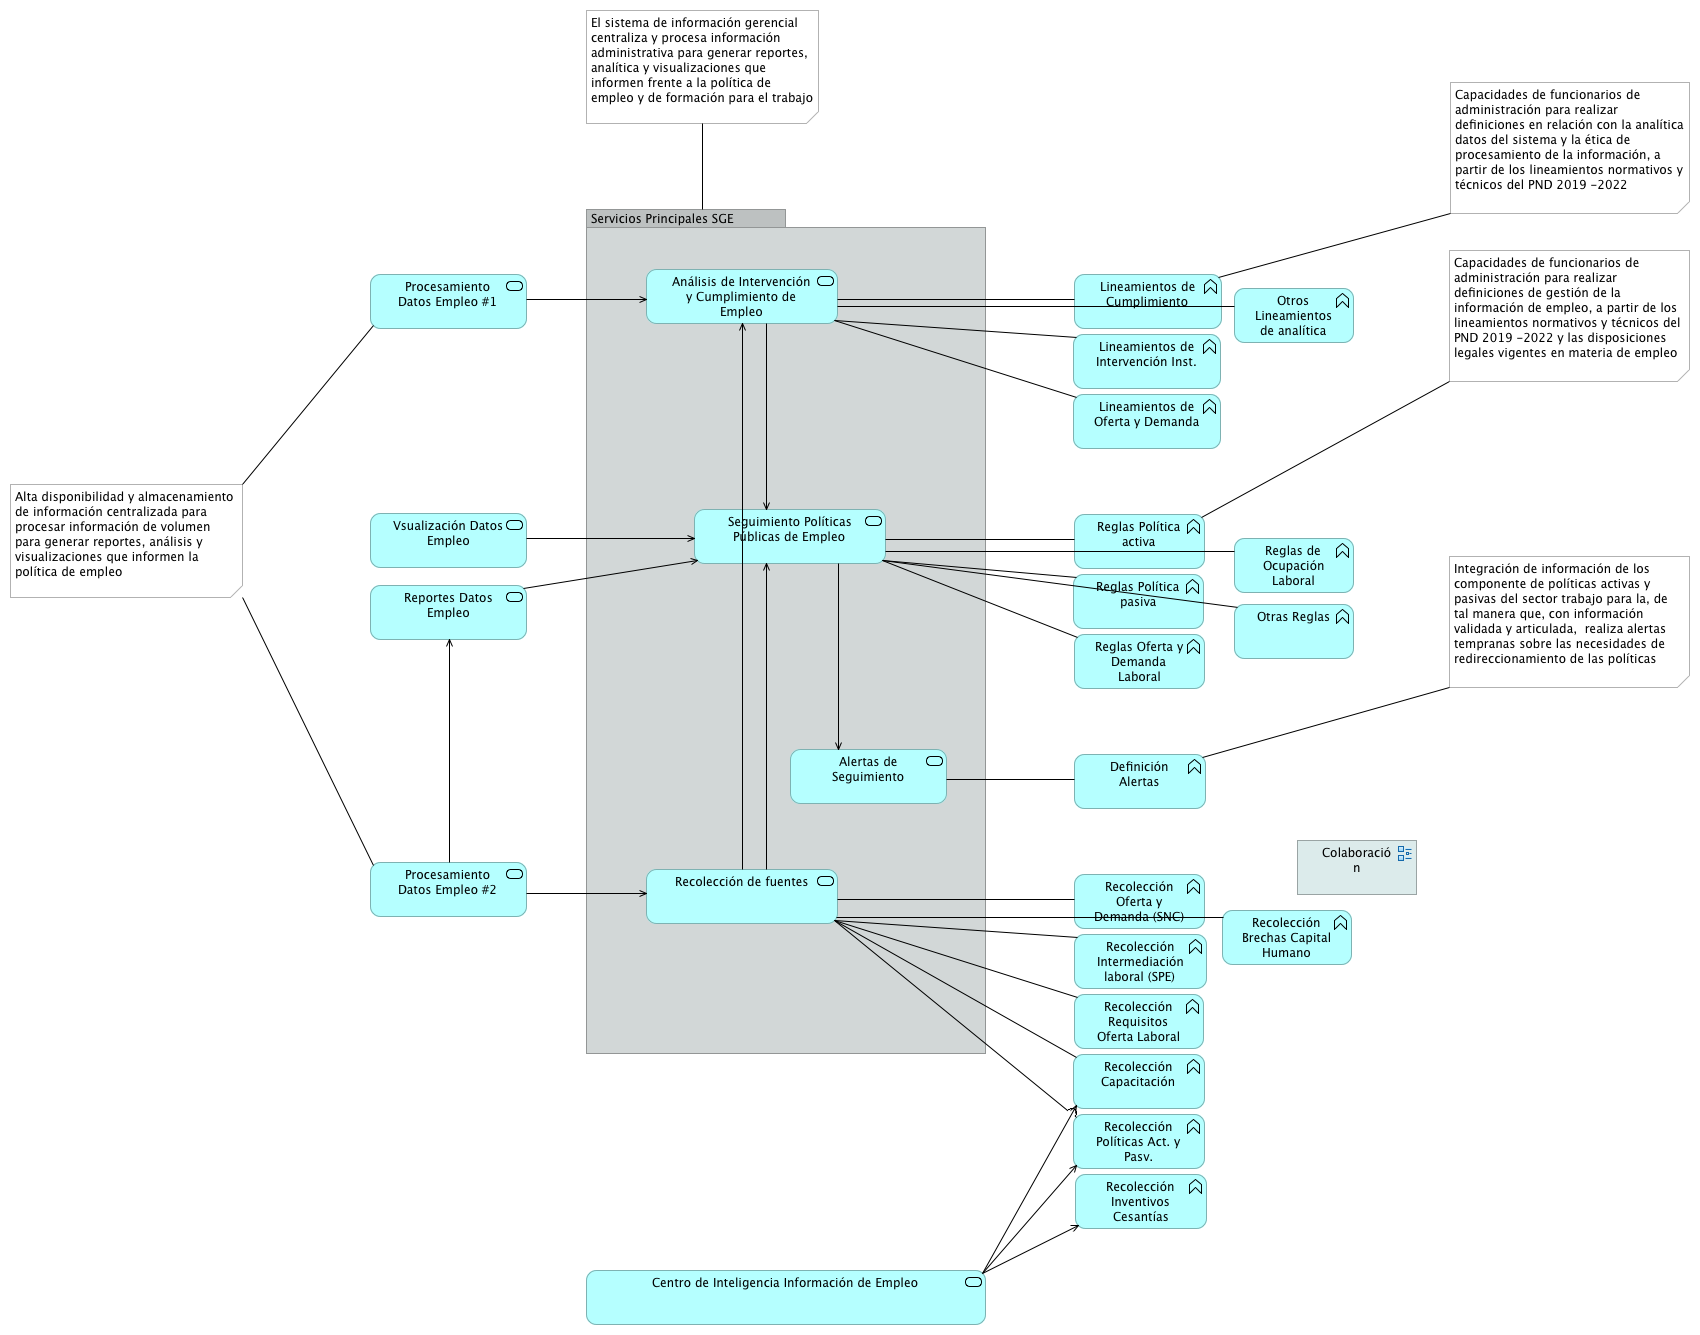 El sistema de información gerencial
centraliza y procesa información
administrativa para generar reportes,
analítica y visualizaciones que
informen frente a la política de
empleo y de formación para el trabajo
Capacidades de funcionarios de
administración para realizar
definiciones en relación con la analítica
datos del sistema y la ética de
procesamiento de la información, a
partir de los lineamientos normativos y
técnicos del PND 2019 -2022
Servicios Principales SGE
Procesamiento
Datos Empleo #1
Análisis de Intervención
y Cumplimiento de
Empleo
Lineamientos de
Cumplimiento
Otros
Lineamientos
de analítica
Lineamientos de
Intervención Inst.
Lineamientos de
Oferta y Demanda
Capacidades de funcionarios de
administración para realizar
definiciones de gestión de la
información de empleo, a partir de los
lineamientos normativos y técnicos del
PND 2019 -2022 y las disposiciones
legales vigentes en materia de empleo
Alta disponibilidad y almacenamiento
de información centralizada para
procesar información de volumen
para generar reportes, análisis y
visualizaciones que informen la
política de empleo
Vsualización Datos
Empleo
Seguimiento Políticas
Públicas de Empleo
Reglas Política
activa
Reglas de
Ocupación
Laboral
Reportes Datos
Empleo
Reglas Política
pasiva
Otras Reglas
Reglas Oferta y
Demanda
Laboral
Integración de información de los
componente de políticas activas y
pasivas del sector trabajo para la, de
tal manera que, con información
validada y articulada,  realiza alertas
tempranas sobre las necesidades de
redireccionamiento de las políticas
Alertas de
Seguimiento
Definición
Alertas
Colaboració
n
Procesamiento
Datos Empleo #2
Recolección de fuentes
Recolección
Oferta y
Demanda (SNC)
Recolección
Brechas Capital
Humano
Recolección
Intermediación
laboral (SPE)
Recolección
Requisitos
Oferta Laboral
Recolección
Capacitación
Recolección
Políticas Act. y
Pasv.
Recolección
Inventivos
Cesantías
Centro de Inteligencia Información de Empleo